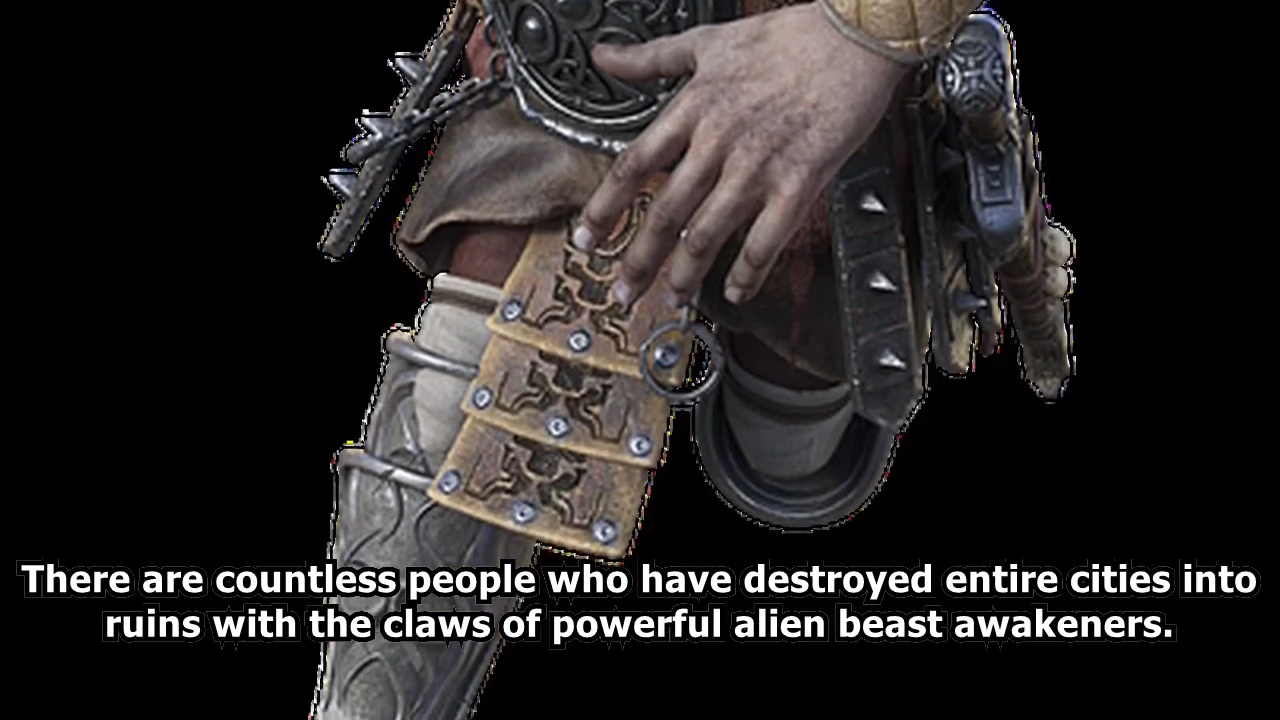 There are countless people who have destroyed entire cities into
ruins with the claws of powerful alien beast awakeners.